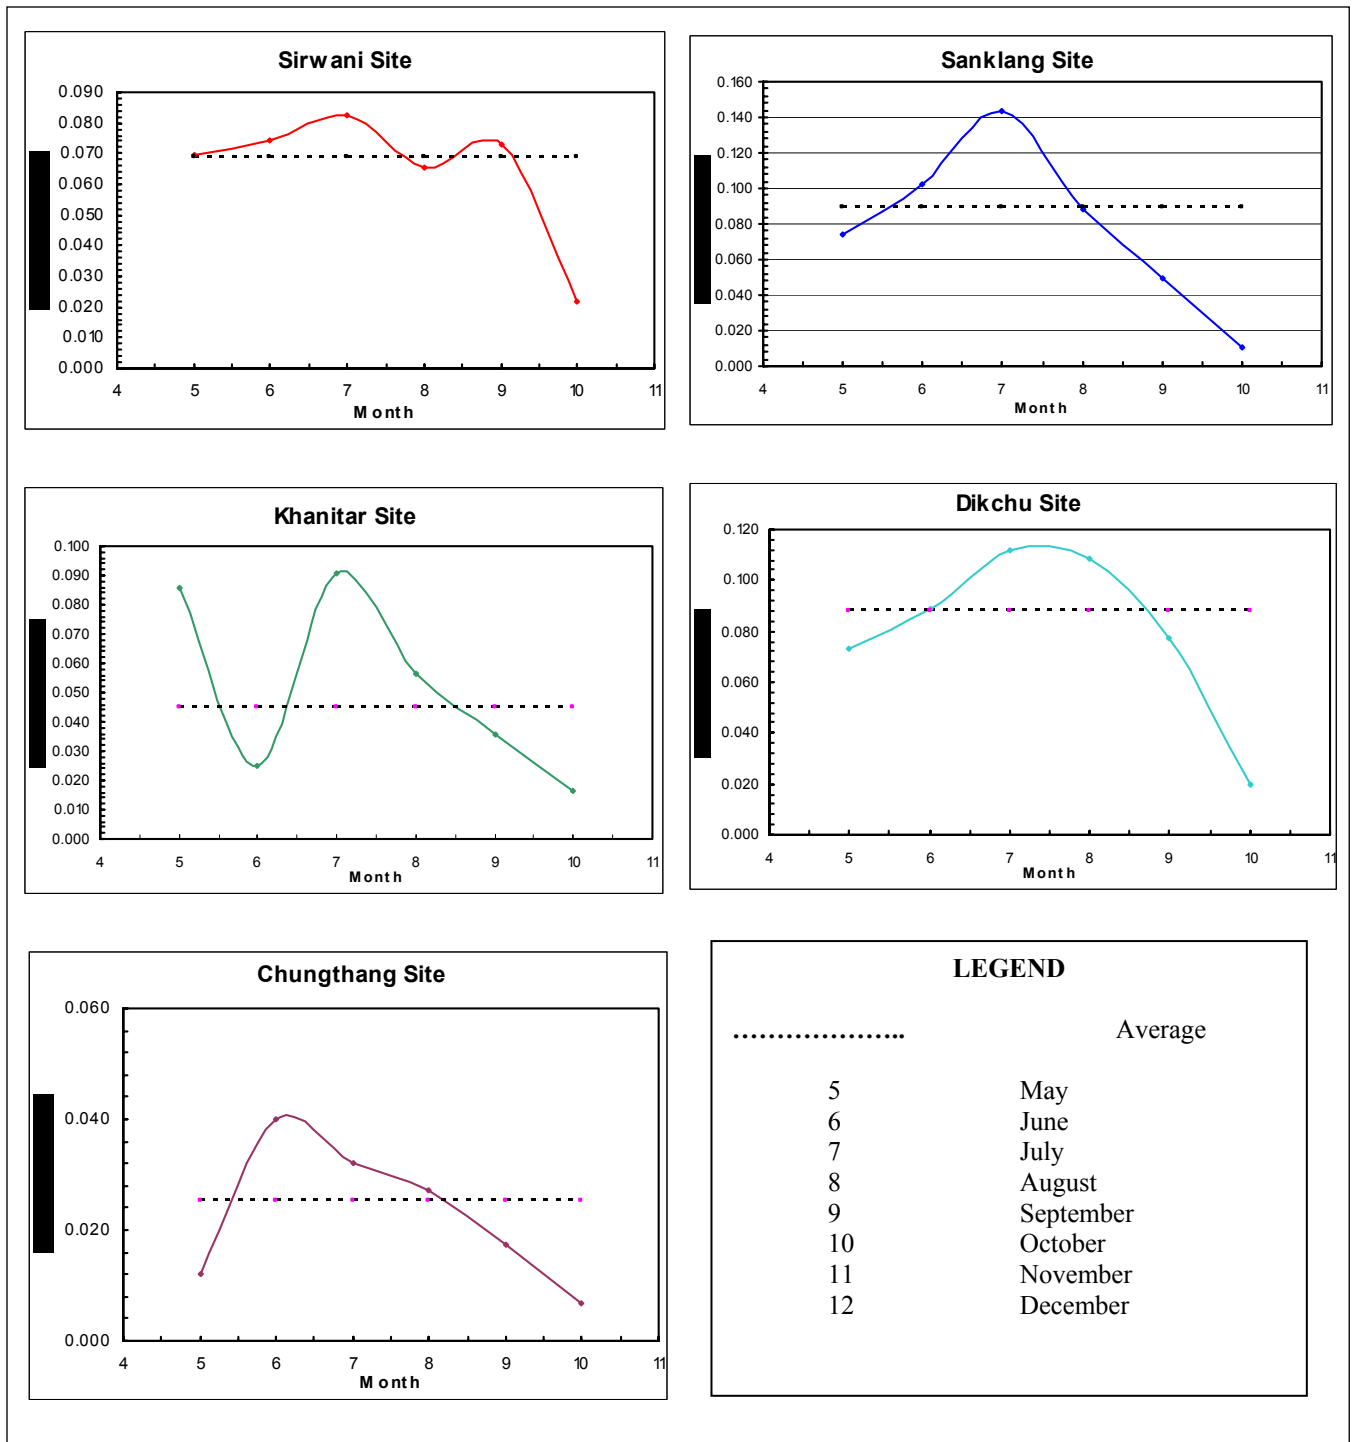 Sirwani Site
0.090
0.080
0.070
0.060
0.050
0.040
0.030
0.020
0.010
0.000
4 5 6 7 8 9 10 11
Month
Sanklang Site
0.160
0.140
0.120
0.100
0.080
0.060
0.040
0.020
0.000
4 5 6 7 8 9 10 11
Month
Khanitar Site
0.100
0.090
0.080
0.070
0.060
0.050
0.040
0.030
0.020
0.010
0.000
4 5 6 7 8 9 10 11
Month
Dikchu Site
0.120
0.100
0.080
0.060
0.040
0.020
0.000
4 5 6 7 8 9 10 11
Month
Chungthang Site
0.060
0.040
0.020
0.000
4 5 6 7 8 9 10 11
Month
LEGEND
………………... Average
5 May
6 June
7 July
8 August
9 September
10 October
11 November
12 December